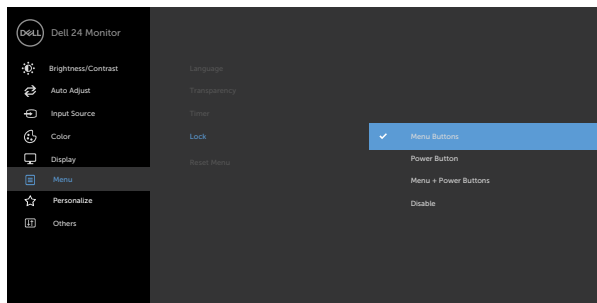 DELL Dell 24 Monitor
Brightness/Contrast
Auto Adjust
Input Source
Color
Display
Menu
Personalize
Others
Language
Transparency
Timer
Lock
Reset Menu
Menu Buttons
Power Button
Menu + Power Buttons
Disable